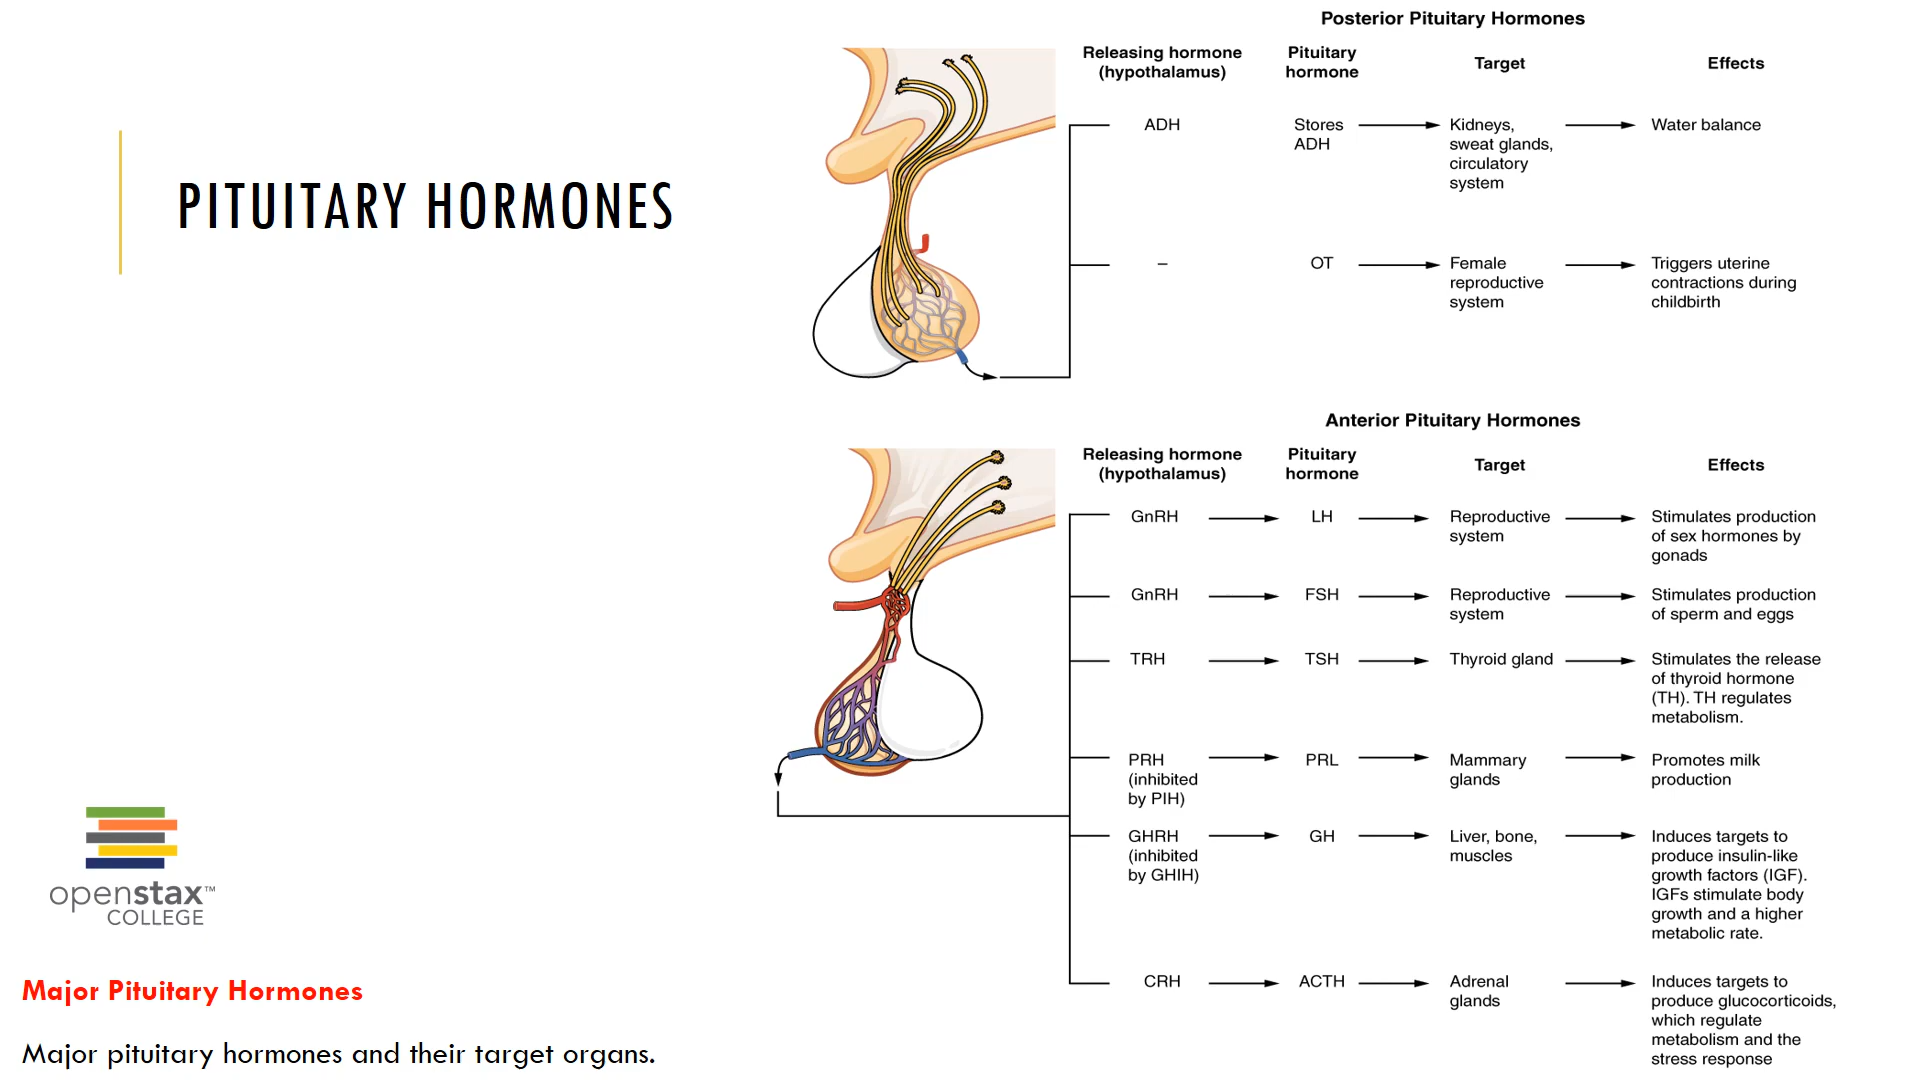 PITUITARY HORMONES
openstax™
COLLEGE
Major Pituitary Hormones
Major pituitary hormones and their target organs.
Posterior Pituitary Hormones
Releasing hormone
(hypothalamus)
Pituitary
hormone
Target
Effects
ADH
Stores
ADH
Kidneys,
sweat glands,
circulatory
system
Water balance
–
OT
Female
reproductive
system
Triggers uterine
contractions during
childbirth
Anterior Pituitary Hormones
Releasing hormone
(hypothalamus)
Pituitary
hormone
Target
Effects
GnRH
LH
Reproductive
system
Stimulates production
of sex hormones by
gonads
GnRH
FSH
Reproductive
system
Stimulates production
of sperm and eggs
TRH
TSH
Thyroid gland
Stimulates the release
of thyroid hormone
(TH). TH regulates
metabolism.
PRH
(inhibited
by PIH)
PRL
Mammary
glands
Promotes milk
production
GHRH
(inhibited
by GHIH)
GH
Liver, bone,
muscles
Induces targets to
produce insulin-like
growth factors (IGF).
IGFs stimulate body
growth and a higher
metabolic rate.
CRH
ACTH
Adrenal
glands
Induces targets to
produce glucocorticoids,
which regulate
metabolism and the
stress response